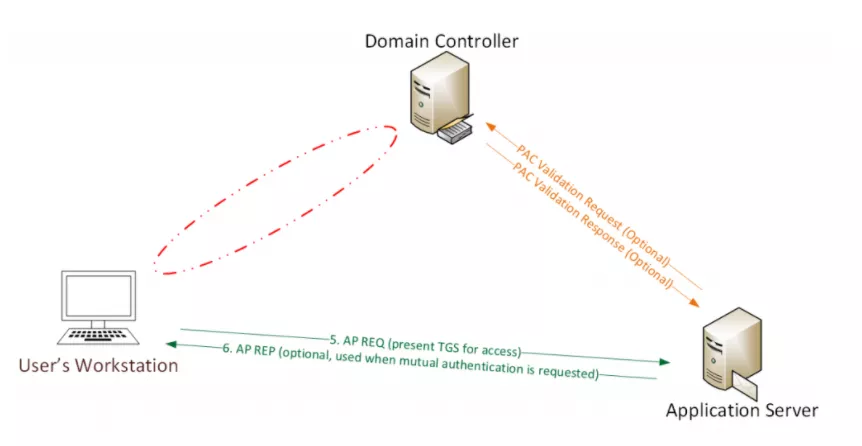 Domain Controller
PAC Validation Request (Optional)
PAC Validation Response (Optional)
5. AP REQ (present TGS for access)
6. AP REP (optional, used when mutual authentication is requested)
User's Workstation
Application Server